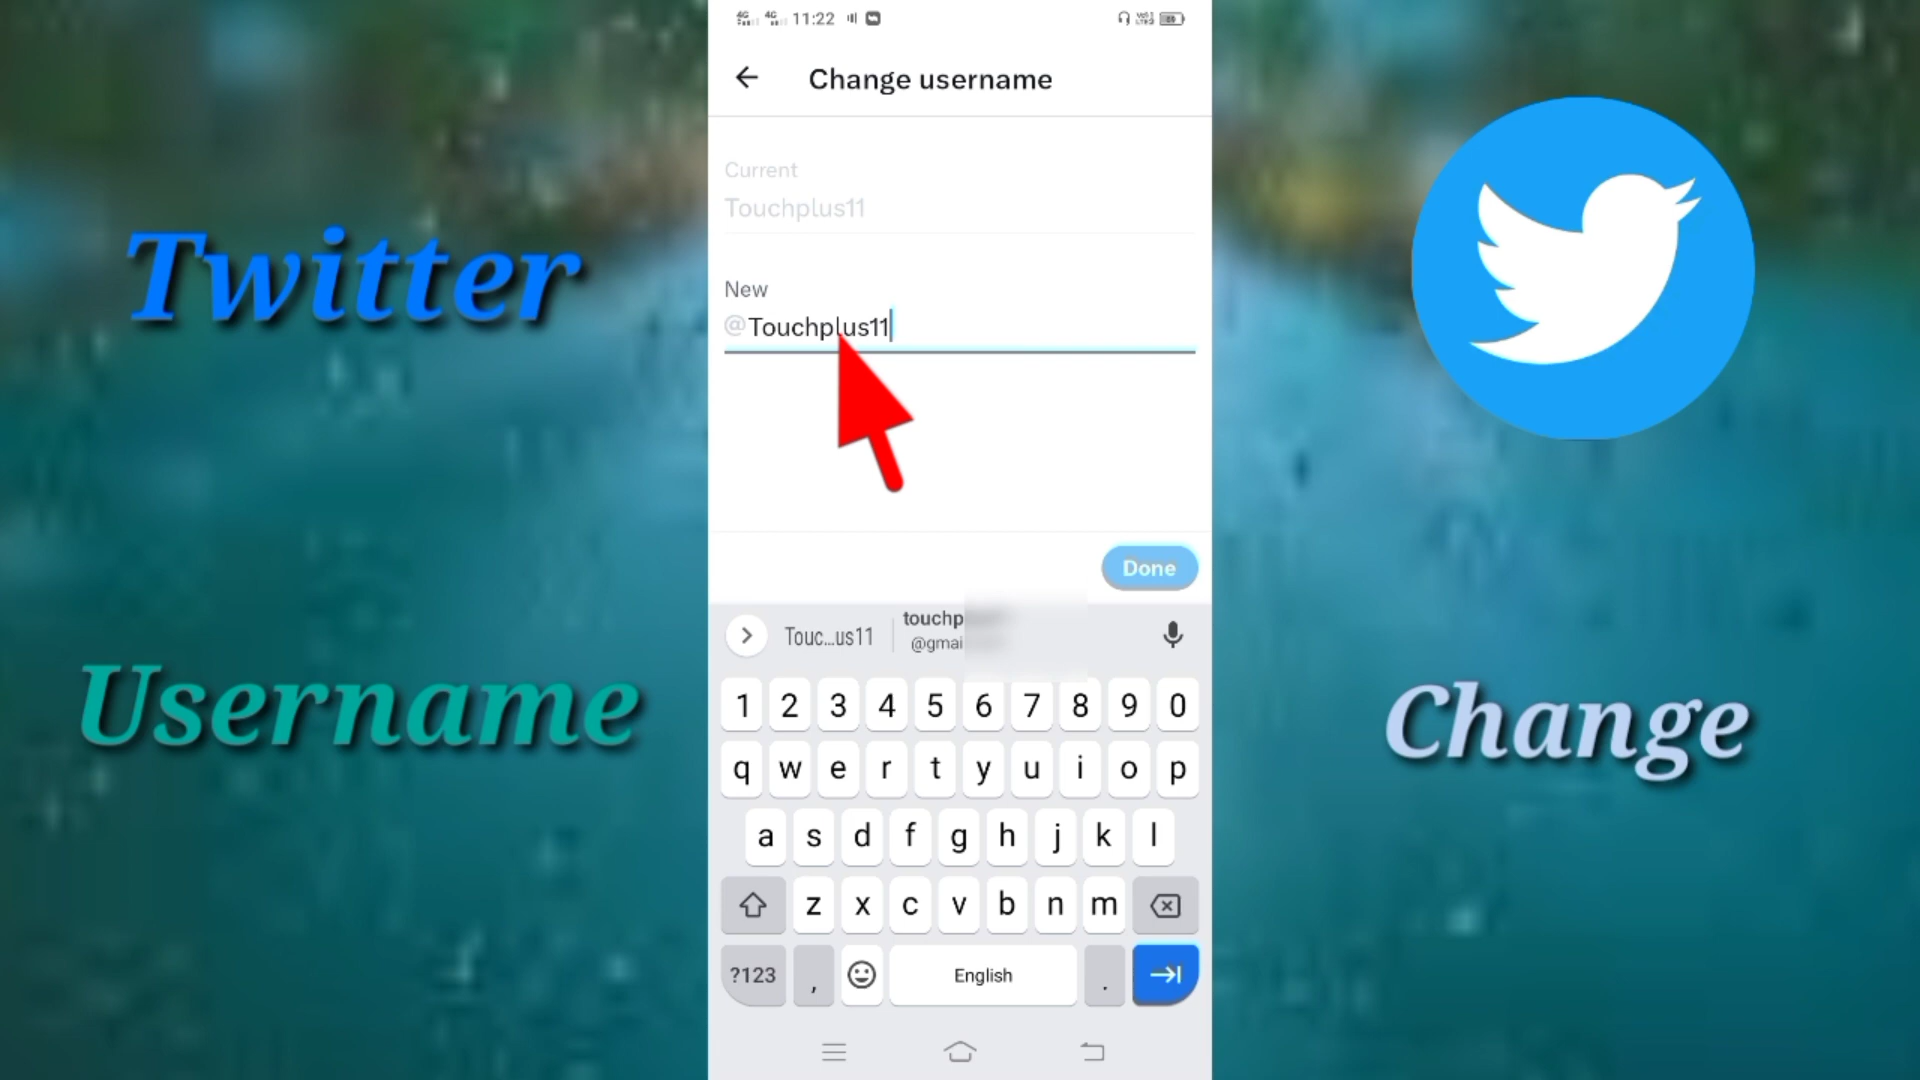 11:22
Change username
Current
Touchplus11
New
@Touchplus11
Twitter
Username
Change
Done
Touc...us11
touchp
@gmai
1 2 3 4 5 6 7 8 9 0
q w e r t y u i o p
a s d f g h j k l
z x c v b n m
?123 , English .